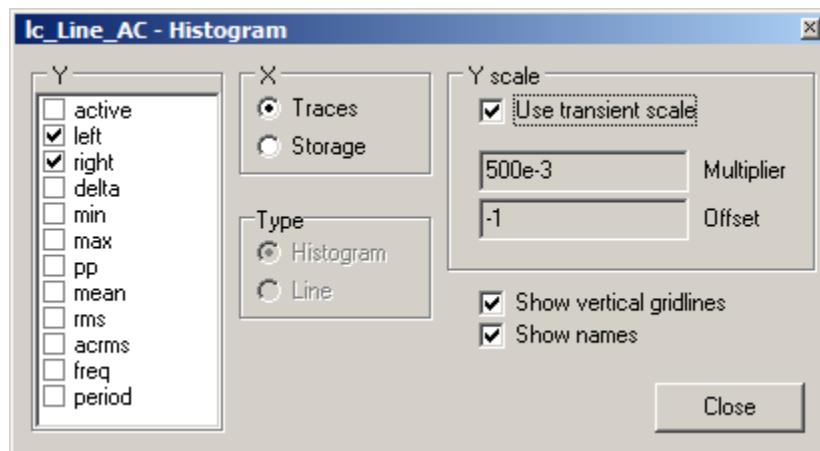 lc_Line_AC - Histogram
Y
active
left
right
delta
min
max
pp
mean
rms
acrms
freq
period
X
Traces
Storage
Type
Histogram
Line
Y scale
Use transient scale
500e-3 Multiplier
-1 Offset
Show vertical gridlines
Show names
Close